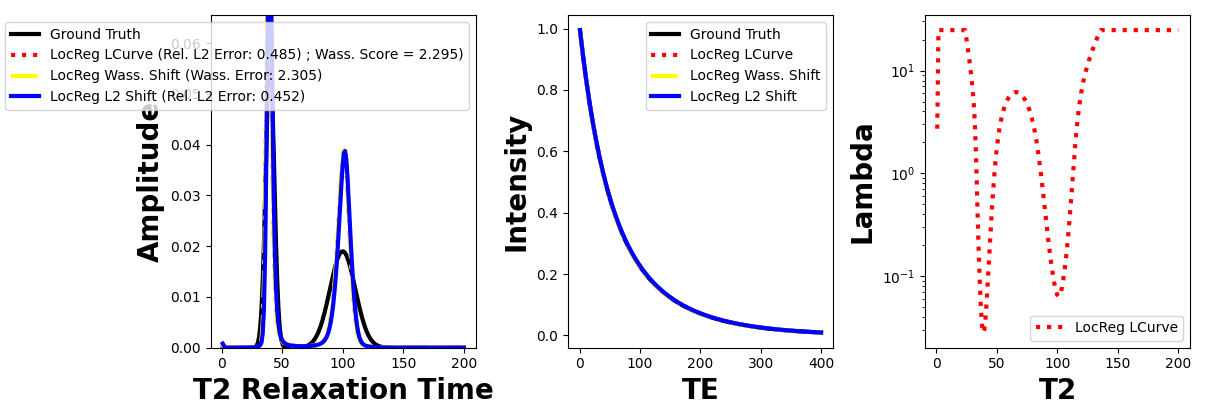 Ground Truth
LocReg LCurve (Rel. L2 Error: 0.485) ; Wass. Score = 2.295)
LocReg Wass. Shift (Wass. Error: 2.305)
LocReg L2 Shift (Rel. L2 Error: 0.452)
Amplitude
0.06
0.05
0.04
0.03
0.02
0.01
0.00
0
50
100
150
200
T2 Relaxation Time
Ground Truth
LocReg LCurve
LocReg Wass. Shift
LocReg L2 Shift
Intensity
1.0
0.8
0.6
0.4
0.2
0.0
0
100
200
300
400
TE
Lambda
10¹
10⁰
10⁻¹
LocReg LCurve
0
50
100
150
200
T2